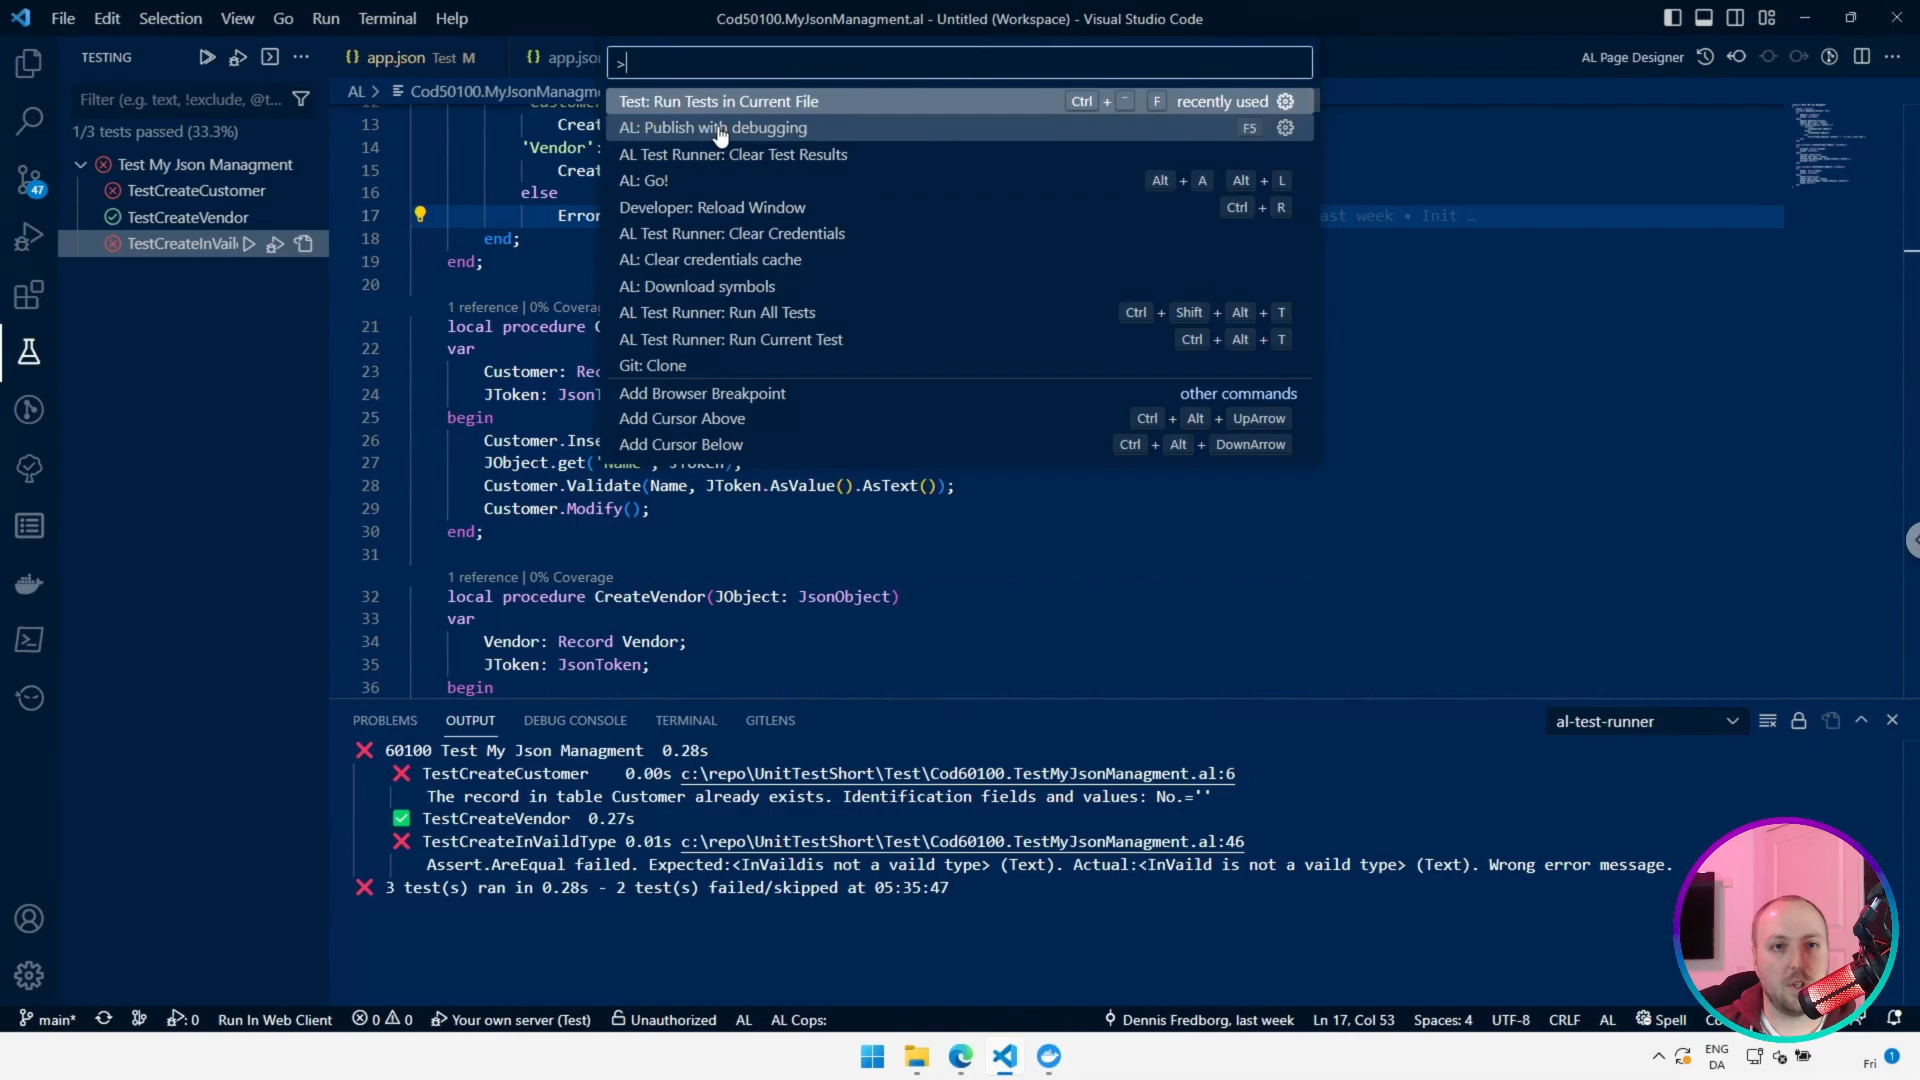 File Edit Selection View Go Run Terminal Help
Cod50100.MyJsonManagment.al - Untitled (Workspace) - Visual Studio Code
TESTING
Filter (e.g. text, !exclude, @t...
1/3 tests passed (33.3%)
Test My Json Managment
TestCreateCustomer
TestCreateVendor
TestCreateInVail
47
{} app.json Test M
{} app.jso
AL Page Designer
AL > Cod50100.MyJsonManagme
>
Test: Run Tests in Current File Ctrl + ¨ F recently used
AL: Publish with debugging F5
AL Test Runner: Clear Test Results
AL: Go! Alt + A Alt + L
Developer: Reload Window Ctrl + R
AL Test Runner: Clear Credentials
AL: Clear credentials cache
AL: Download symbols
AL Test Runner: Run All Tests Ctrl + Shift + Alt + T
AL Test Runner: Run Current Test Ctrl + Alt + T
Git: Clone
Add Browser Breakpoint other commands
Add Cursor Above Ctrl + Alt + UpArrow
Add Cursor Below Ctrl + Alt + DownArrow
13 Creat
14 'Vendor':
15 Creat
16 else
17 Error ast week • Init …
18 end;
19 end;
20
1 reference | 0% Coverag
21 local procedure C
22 var
23 Customer: Rec
24 JToken: JsonT
25 begin
26 Customer.Inse
27 JObject.get('Name', JToken);
28 Customer.Validate(Name, JToken.AsValue().AsText());
29 Customer.Modify();
30 end;
31
1 reference | 0% Coverage
32 local procedure CreateVendor(JObject: JsonObject)
33 var
34 Vendor: Record Vendor;
35 JToken: JsonToken;
36 begin
PROBLEMS OUTPUT DEBUG CONSOLE TERMINAL GITLENS
al-test-runner
❌ 60100 Test My Json Managment 0.28s
❌ TestCreateCustomer 0.00s c:\repo\UnitTestShort\Test\Cod60100.TestMyJsonManagment.al:6
The record in table Customer already exists. Identification fields and values: No.=''
✅ TestCreateVendor 0.27s
❌ TestCreateInVaildType 0.01s c:\repo\UnitTestShort\Test\Cod60100.TestMyJsonManagment.al:46
Assert.AreEqual failed. Expected:<InVaildis not a vaild type> (Text). Actual:<InVaild is not a vaild type> (Text). Wrong error message.
❌ 3 test(s) ran in 0.28s - 2 test(s) failed/skipped at 05:35:47
main* : 0 Run In Web Client 0 0 Your own server (Test) Unauthorized AL AL Cops: Dennis Fredborg, last week Ln 17, Col 53 Spaces: 4 UTF-8 CRLF AL Spell
ENG
DA
Fri 1